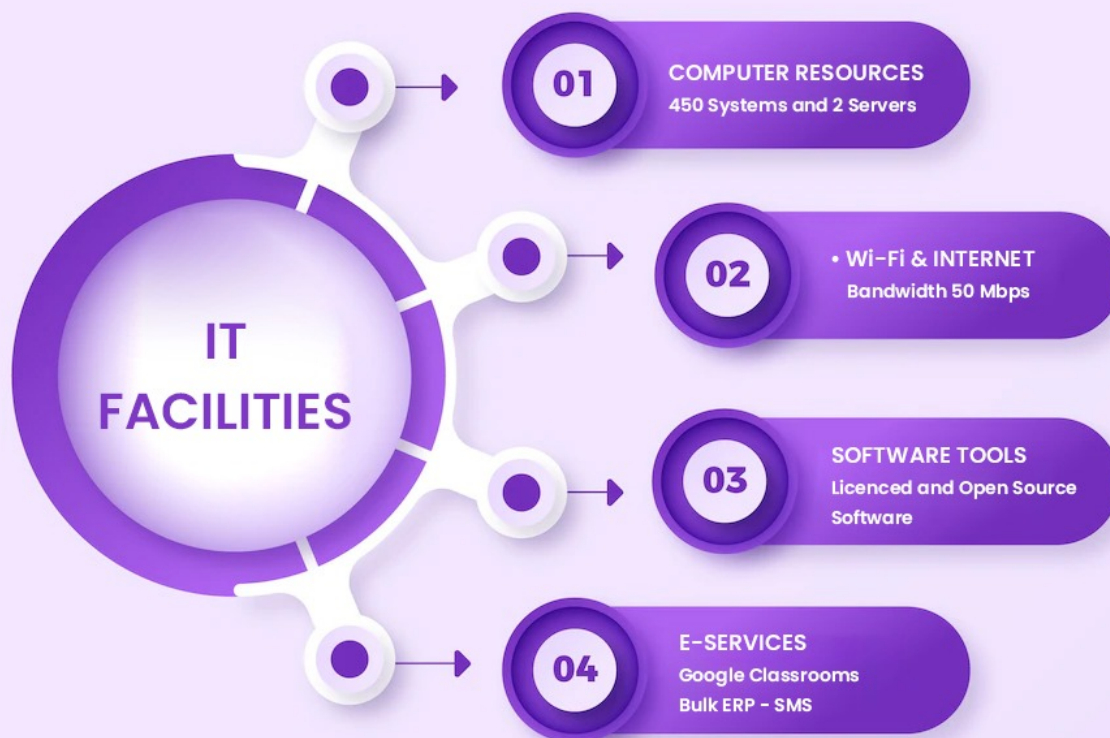 IT
FACILITIES
01
COMPUTER RESOURCES
450 Systems and 2 Servers
02
• Wi-Fi & INTERNET
Bandwidth 50 Mbps
03
SOFTWARE TOOLS
Licenced and Open Source
Software
04
E-SERVICES
Google Classrooms
Bulk ERP - SMS